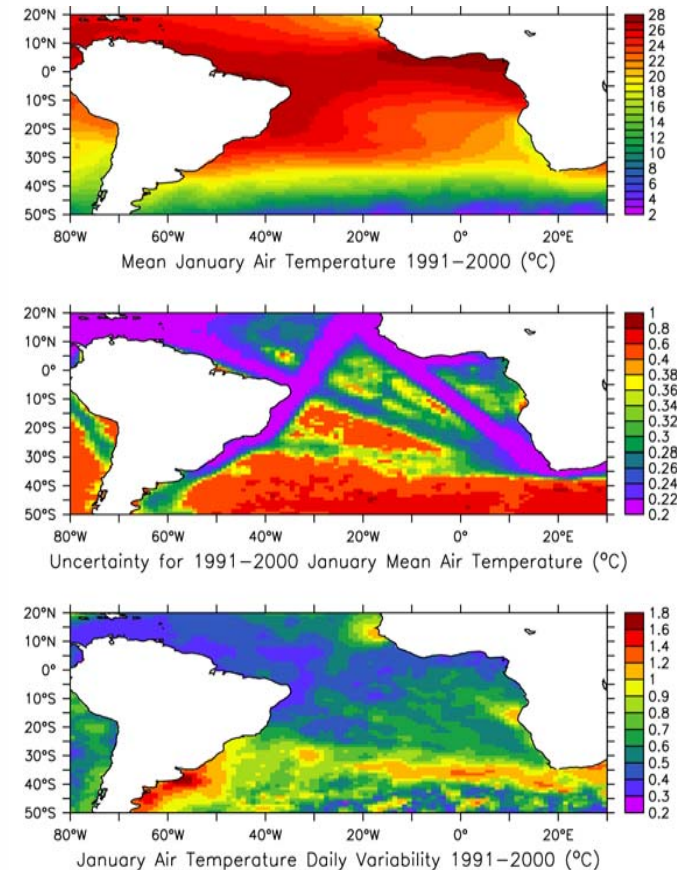 20°N
10°N
0°
10°S
20°S
30°S
40°S
50°S
80°W 60°W 40°W 20°W 0° 20°E
28
26
24
22
20
18
16
14
12
10
8
6
4
2
Mean January Air Temperature 1991-2000 (°C)
20°N
10°N
0°
10°S
20°S
30°S
40°S
50°S
80°W 60°W 40°W 20°W 0° 20°E
1
0.8
0.6
0.4
0.38
0.36
0.34
0.32
0.3
0.28
0.26
0.24
0.22
0.2
Uncertainty for 1991-2000 January Mean Air Temperature (°C)
20°N
10°N
0°
10°S
20°S
30°S
40°S
50°S
80°W 60°W 40°W 20°W 0° 20°E
1.8
1.6
1.4
1.2
1
0.9
0.8
0.7
0.6
0.5
0.4
0.3
0.2
January Air Temperature Daily Variability 1991-2000 (°C)